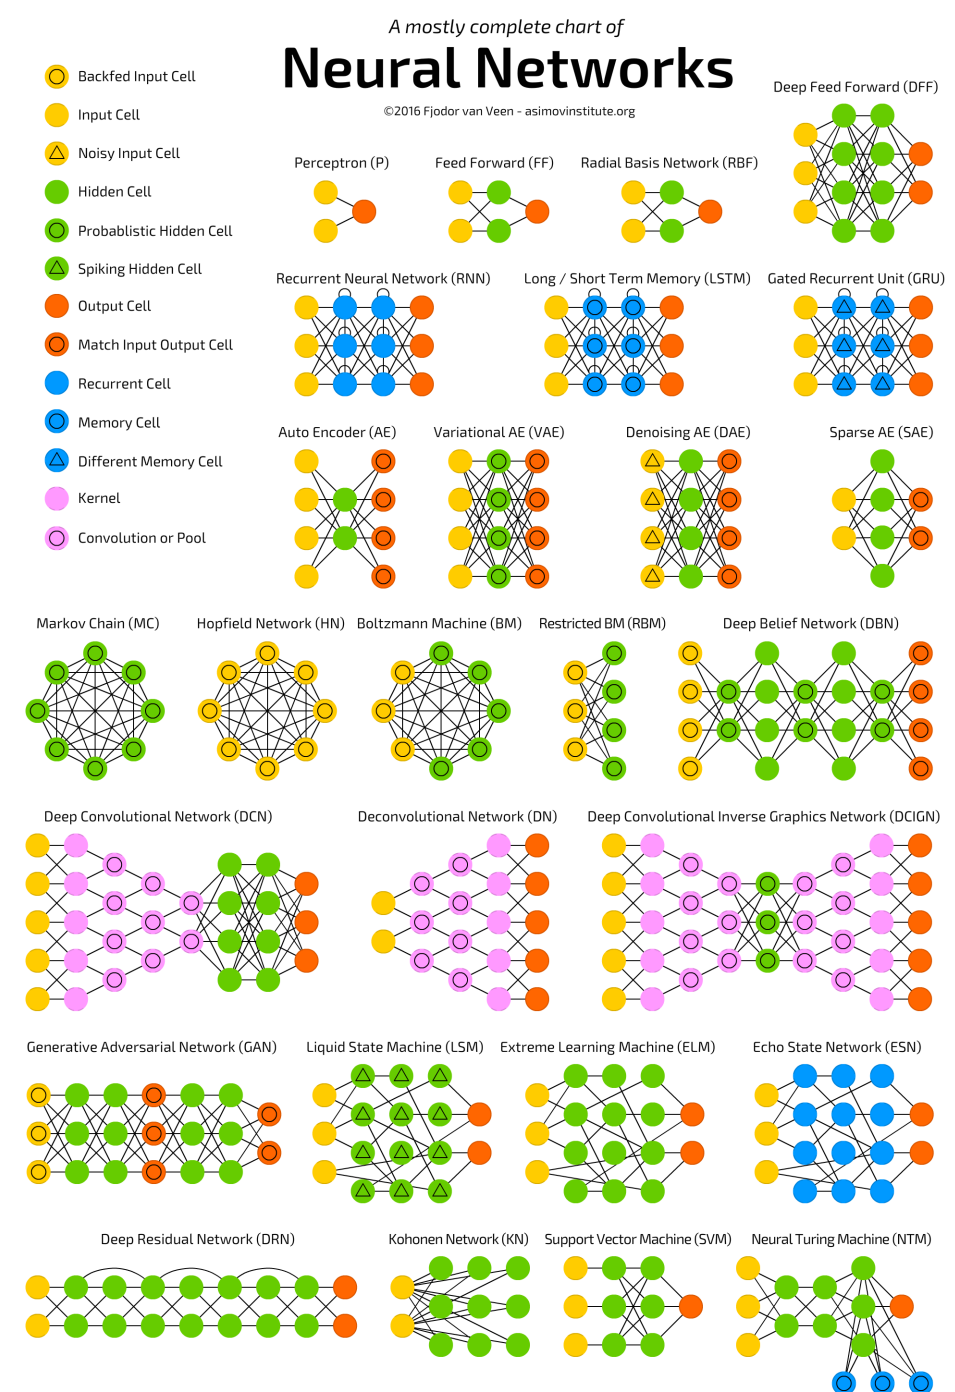 A mostly complete chart of
Neural Networks
©2016 Fjodor van Veen - asimovinstitute.org
Backfed Input Cell
Input Cell
Noisy Input Cell
Hidden Cell
Probablistic Hidden Cell
Spiking Hidden Cell
Output Cell
Match Input Output Cell
Recurrent Cell
Memory Cell
Different Memory Cell
Kernel
Convolution or Pool
Deep Feed Forward (DFF)
Perceptron (P)
Feed Forward (FF)
Radial Basis Network (RBF)
Recurrent Neural Network (RNN)
Long / Short Term Memory (LSTM)
Gated Recurrent Unit (GRU)
Auto Encoder (AE)
Variational AE (VAE)
Denoising AE (DAE)
Sparse AE (SAE)
Markov Chain (MC)
Hopfield Network (HN)
Boltzmann Machine (BM)
Restricted BM (RBM)
Deep Belief Network (DBN)
Deep Convolutional Network (DCN)
Deconvolutional Network (DN)
Deep Convolutional Inverse Graphics Network (DCIGN)
Generative Adversarial Network (GAN)
Liquid State Machine (LSM)
Extreme Learning Machine (ELM)
Echo State Network (ESN)
Deep Residual Network (DRN)
Kohonen Network (KN)
Support Vector Machine (SVM)
Neural Turing Machine (NTM)